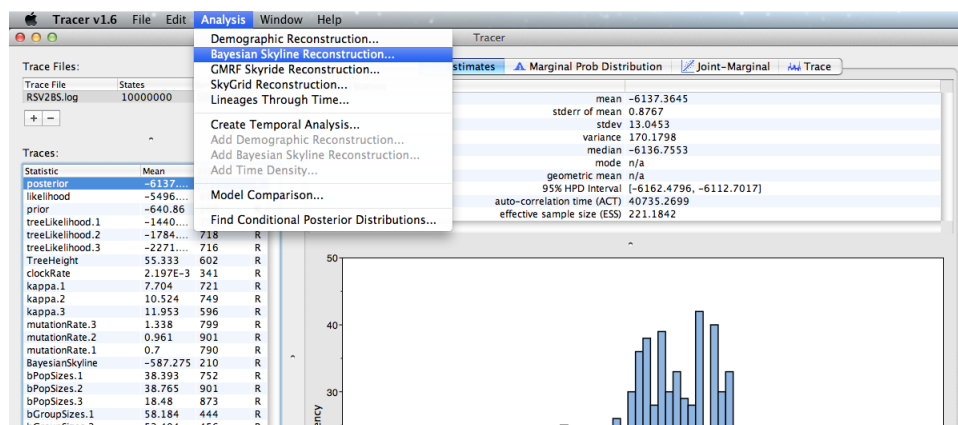 Tracer v1.6 File Edit Analysis Window Help
Tracer
Demographic Reconstruction...
Bayesian Skyline Reconstruction...
GMRF Skyride Reconstruction...
SkyGrid Reconstruction...
Lineages Through Time...
Create Temporal Analysis...
Add Demographic Reconstruction...
Add Bayesian Skyline Reconstruction...
Add Time Density...
Model Comparison...
Find Conditional Posterior Distributions...
Trace Files:
Trace File States
RSV2BS.log 10000000
+ −
Traces:
Statistic Mean
posterior -6137....
likelihood -5496....
prior -640.86
treeLikelihood.1 -1440....
treeLikelihood.2 -1784.... 718 R
treeLikelihood.3 -2271.... 716 R
TreeHeight 55.333 602 R
clockRate 2.197E-3 341 R
kappa.1 7.704 721 R
kappa.2 10.524 749 R
kappa.3 11.953 596 R
mutationRate.3 1.338 799 R
mutationRate.2 0.961 901 R
mutationRate.1 0.7 790 R
BayesianSkyline -587.275 210 R
bPopSizes.1 38.393 752 R
bPopSizes.2 38.765 901 R
bPopSizes.3 18.48 873 R
bGroupSizes.1 58.184 444 R
stimates Marginal Prob Distribution Joint-Marginal Trace
mean -6137.3645
stderr of mean 0.8767
stdev 13.0453
variance 170.1798
median -6136.7553
mode n/a
geometric mean n/a
95% HPD Interval [-6162.4796, -6112.7017]
auto-correlation time (ACT) 40735.2699
effective sample size (ESS) 221.1842
50
40
30
ency